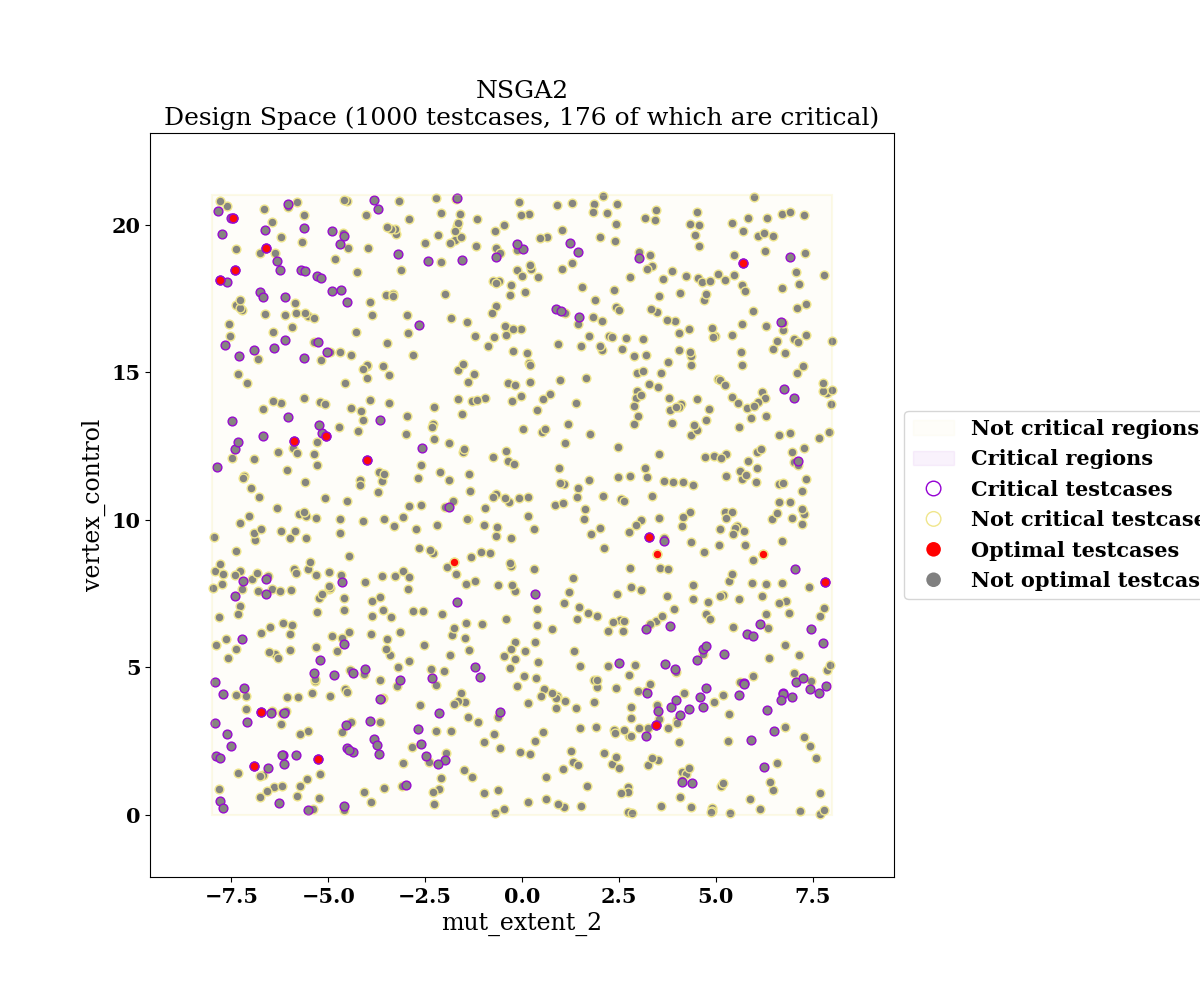 NSGA2
Design Space (1000 testcases, 176 of which are critical)
vertex_control
20
15
10
5
0
−7.5 −5.0 −2.5 0.0 2.5 5.0 7.5
mut_extent_2
Not critical regions
Critical regions
Critical testcases
Not critical testcase
Optimal testcases
Not optimal testcas